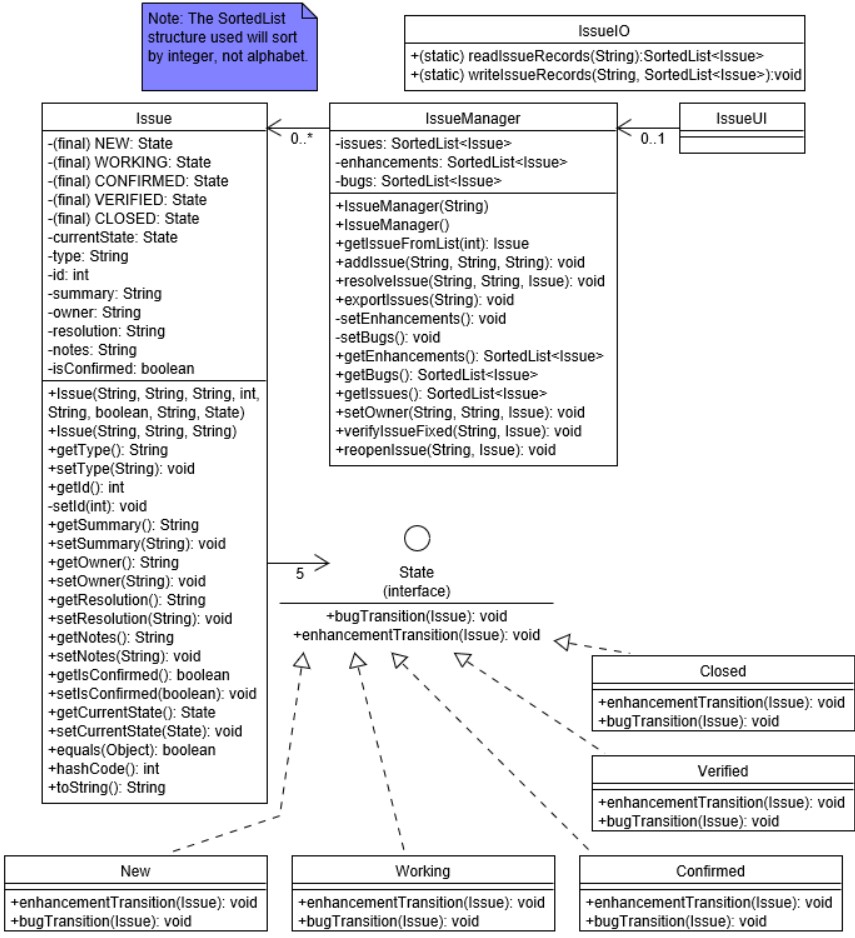 Note: The SortedList
structure used will sort
by integer, not alphabet.
IssueIO
+(static) readIssueRecords(String):SortedList<Issue>
+(static) writeIssueRecords(String, SortedList<Issue>):void
Issue
-(final) NEW: State
-(final) WORKING: State
-(final) CONFIRMED: State
-(final) VERIFIED: State
-(final) CLOSED: State
-currentState: State
-type: String
-id: int
-summary: String
-owner: String
-resolution: String
-notes: String
-isConfirmed: boolean
+Issue(String, String, String, int,
String, boolean, String, State)
+Issue(String, String, String)
+getType(): String
+setType(String): void
+getId(): int
-setId(int): void
+getSummary(): String
+setSummary(String): void
+getOwner(): String
+setOwner(String): void
+getResolution(): String
+setResolution(String): void
+getNotes(): String
+setNotes(String): void
+getIsConfirmed(): boolean
+setIsConfirmed(boolean): void
+getCurrentState(): State
+setCurrentState(State): void
+equals(Object): boolean
+hashCode(): int
+toString(): String
0..*
IssueManager
-issues: SortedList<Issue>
-enhancements: SortedList<Issue>
-bugs: SortedList<Issue>
+IssueManager(String)
+IssueManager()
+getIssueFromList(int): Issue
+addIssue(String, String, String): void
+resolveIssue(String, String, Issue): void
+exportIssues(String): void
-setEnhancements(): void
-setBugs(): void
+getEnhancements(): SortedList<Issue>
+getBugs(): SortedList<Issue>
+getIssues(): SortedList<Issue>
+setOwner(String, String, Issue): void
+verifyIssueFixed(String, Issue): void
+reopenIssue(String, Issue): void
0..1
IssueUI
5
State
(interface)
+bugTransition(Issue): void
+enhancementTransition(Issue): void
Closed
+enhancementTransition(Issue): void
+bugTransition(Issue): void
Verified
+enhancementTransition(Issue): void
+bugTransition(Issue): void
New
+enhancementTransition(Issue): void
+bugTransition(Issue): void
Working
+enhancementTransition(Issue): void
+bugTransition(Issue): void
Confirmed
+enhancementTransition(Issue): void
+bugTransition(Issue): void